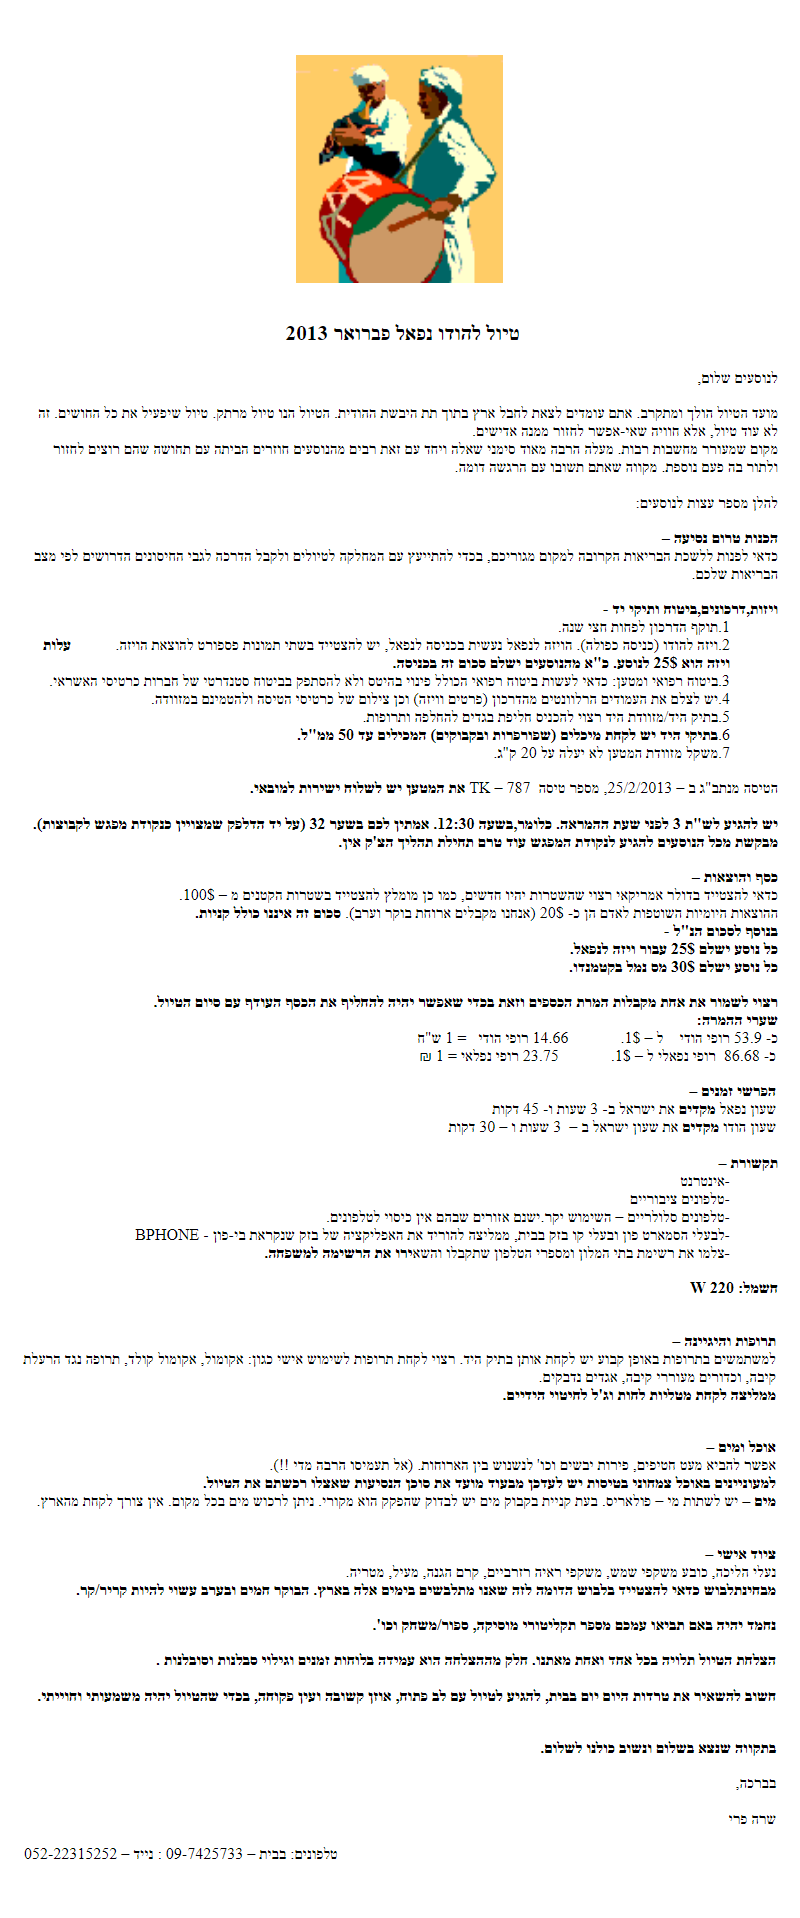 טיול להודו נפאל פברואר 2013
לנוסעים שלום,
מועד הטיול הולך ומתקרב. אתם עומדים לצאת לחבל ארץ בתוך תת היבשת ההודית. הטיול הנו טיול מרתק. טיול שיפעיל את כל החושים. זה
לא עוד טיול, אלא חוויה שאי-אפשר לחזור ממנה אדישים.
מקום שמעורר מחשבות רבות. מעלה הרבה מאוד סימני שאלה ויחד עם זאת רבים מהנוסעים חוזרים הביתה עם תחושה שהם רוצים לחזור
ולתור בה פעם נוספת. מקווה שאתם תשובו עם הרגשה דומה.
להלן מספר עצות לנוסעים:
הכנות טרום נסיעה –
כדאי לפנות ללשכת הבריאות הקרובה למקום מגוריכם, בכדי להתייעץ עם המחלקה לטיולים ולקבל הדרכה לגבי החיסונים הדרושים לפי מצב
הבריאות שלכם.
ויזות,דרכונים,ביטוח ותיקי יד -
1.תוקף הדרכון לפחות חצי שנה.
2.ויזה להודו (כניסה כפולה). הויזה לנפאל נעשית בכניסה לנפאל, יש להצטייד בשתי תמונות פספורט להוצאת הויזה. עלות
ויזה הוא 25$ לנוסע. כ"א מהנוסעים ישלם סכום זה בכניסה.
3.ביטוח רפואי ומטען: כדאי לעשות ביטוח רפואי הכולל פינוי בהיטס ולא להסתפק בביטוח סטנדרטי של חברות כרטיסי האשראי.
4.יש לצלם את העמודים הרלוונטים מהדרכון (פרטים וויזה) וכן צילום של כרטיסי הטיסה ולהטמינם במזוודה.
5.בתיק היד/מזוודת היד רצוי להכניס חליפת בגדים להחלפה ותרופות.
6.בתיקי היד יש לקחת מיכלים (שפורפרות ובקבוקים) המכילים עד 50 ממ"ל.
7.משקל מזוודת המטען לא יעלה על 20 ק"ג.
הטיסה מנתב"ג ב – 25/2/2013, מספר טיסה TK – 787 את המטען יש לשלוח ישירות למובאי.
יש להגיע לש"ת 3 לפני שעת ההמראה. כלומר,בשעה 12:30. אמתין לכם בשער 32 (על יד הדלפק שמצויין כנקודת מפגש לקבוצות).
מבקשת מכל הנוסעים להגיע לנקודת המפגש עוד טרם תחילת תהליך הצ'ק אין.
כסף והוצאות –
כדאי להצטייד בדולר אמריקאי רצוי שהשטרות יהיו חדשים, כמו כן מומלץ להצטייד בשטרות הקטנים מ – 100$.
ההוצאות היומיות השוטפות לאדם הן כ- 20$ (אנחנו מקבלים ארוחת בוקר וערב). סכום זה איננו כולל קניות.
בנוסף לסכום הנ"ל -
כל נוסע ישלם 25$ עבור ויזה לנפאל.
כל נוסע ישלם 30$ מס נמל בקטמנדו.
רצוי לשמור את אחת מקבלות המרת הכספים וזאת בכדי שאפשר יהיה להחליף את הכסף העודף עם סיום הטיול.
שערי ההמרה:
כ- 53.9 רופי הודי ל – 1$. 14.66 רופי הודי = 1 ש"ח
כ- 86.68 רופי נפאלי ל – 1$. 23.75 רופי נפלאי = 1 ₪
הפרשי זמנים –
שעון נפאל מקדים את ישראל ב- 3 שעות ו- 45 דקות
שעון הודו מקדים את שעון ישראל ב – 3 שעות ו – 30 דקות
תקשורת –
-אינטרנט
-טלפונים ציבוריים
-טלפונים סלולריים – השימוש יקר.ישנם אזורים שבהם אין כיסוי לטלפונים.
-לבעלי הסמארט פון ובעלי קו בזק בבית, ממליצה להוריד את האפליקציה של בזק שנקראת בי-פון - BPHONE
-צלמו את רשימת בתי המלון ומספרי הטלפון שתקבלו והשאירו את הרשימה למשפחה.
חשמל: W 220
תרופות והיגיינה –
למשתמשים בתרופות באופן קבוע יש לקחת אותן בתיק היד. רצוי לקחת תרופות לשימוש אישי כגון: אקומול, אקומול קולד, תרופה נגד הרעלת
קיבה, וכדורים מעוררי קיבה, אגדים נדבקים.
ממליצה לקחת מטליות לחות וג'ל לחיטוי הידיים.
אוכל ומים –
אפשר להביא מעט חטיפים, פירות יבשים וכו' לנשנוש בין הארוחות. (אל תעמיסו הרבה מדי !!).
למעוניינים באוכל צמחוני בטיסות יש לעדכן מבעוד מועד את סוכן הנסיעות שאצלו רכשתם את הטיול.
מים – יש לשתות מי – פולאריס. בעת קניית בקבוק מים יש לבדוק שהפקק הוא מקורי. ניתן לרכוש מים בכל מקום. אין צורך לקחת מהארץ.
ציוד אישי –
נעלי הליכה, כובע משקפי שמש, משקפי ראיה רזרביים, קרם הגנה, מעיל, מטריה.
מבחינתלבוש כדאי להצטייד בלבוש הדומה לזה שאנו מתלבשים בימים אלה בארץ. הבוקר חמים ובערב עשוי להיות קריר/קר.
נחמד יהיה באם תביאו עמכם מספר תקליטורי מוסיקה, ספור/משחק וכו'.
הצלחת הטיול תלויה בכל אחד ואחת מאתנו. חלק מההצלחה הוא עמידה בלוחות זמנים וגילוי סבלנות וסובלנות .
חשוב להשאיר את טרדות היום יום בבית, להגיע לטיול עם לב פתוח, אוזן קשובה ועין פקוחה, בכדי שהטיול יהיה משמעותי וחוייתי.
בתקווה שנצא בשלום ונשוב כולנו לשלום.
בברכה,
שרה פרי
טלפונים: בבית – 09-7425733 : נייד – 052-22315252